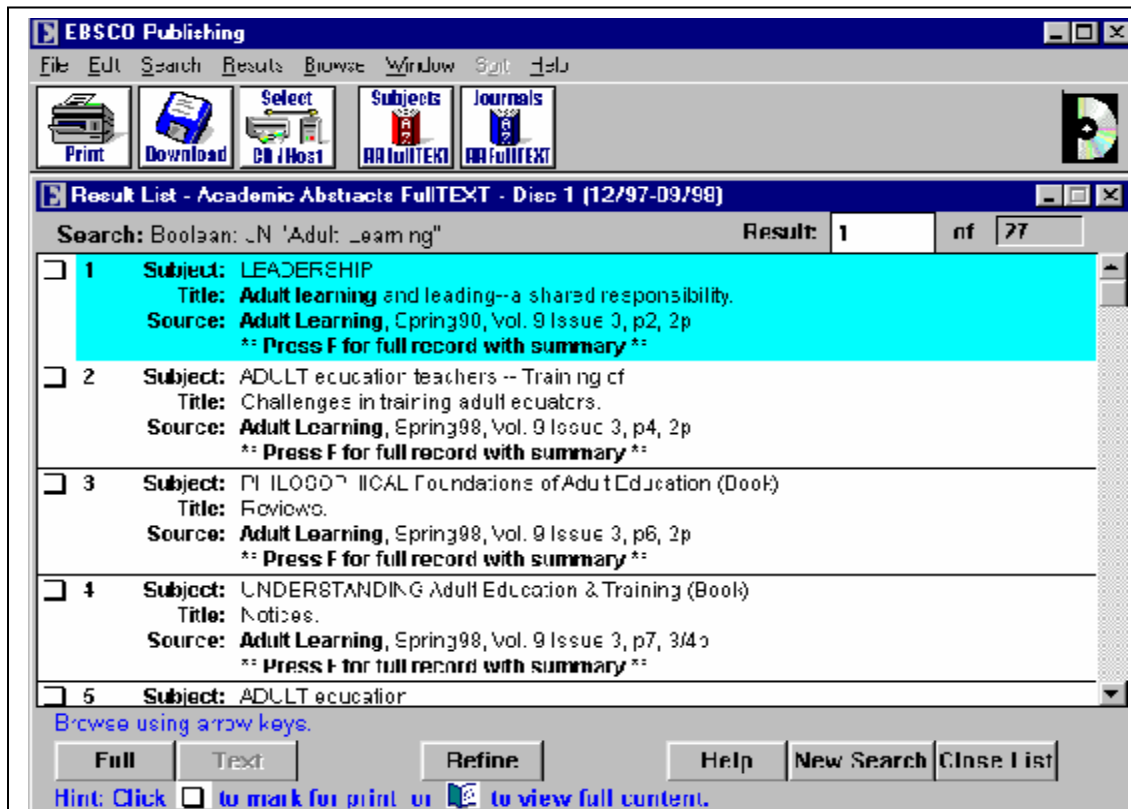 EBSCO Publishing
File Edit Search Results Browse Window Sort Help
Print Download Select CD / Host Subjects AA FullTEXT Journals AA FullTEXT
Result List - Academic Abstracts FullTEXT - Disc 1 (12/97-09/98)
Search: Boolean: JN "Adult Learning" Result: 1 of 27
1 Subject: LEADERSHIP
Title: Adult learning and leading--a shared responsibility.
Source: Adult Learning, Spring98, Vol. 9 Issue 3, p2, 2p
** Press F for full record with summary **
2 Subject: ADULT education teachers -- Training of
Title: Challenges in training adult eduators.
Source: Adult Learning, Spring98, Vol. 9 Issue 3, p4, 2p
** Press F for full record with summary **
3 Subject: PHILOSOPHICAL Foundations of Adult Education (Book)
Title: Reviews.
Source: Adult Learning, Spring98, Vol. 9 Issue 3, p6, 2p
** Press F for full record with summary **
4 Subject: UNDERSTANDING Adult Education & Training (Book)
Title: Notices.
Source: Adult Learning, Spring98, Vol. 9 Issue 3, p7, 3/4p
** Press F for full record with summary **
5 Subject: ADULT education
Browse using arrow keys.
Full Text Refine Help New Search Close List
Hint: Click to mark for print or to view full content.